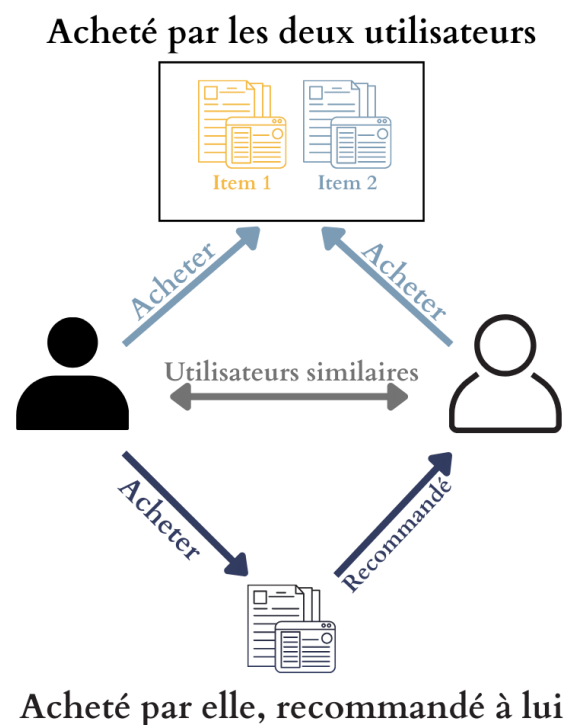 Acheté par les deux utilisateurs
Item 1
Item 2
Acheter
Acheter
Utilisateurs similaires
Acheter
Recommandé
Acheté par elle, recommandé à lui